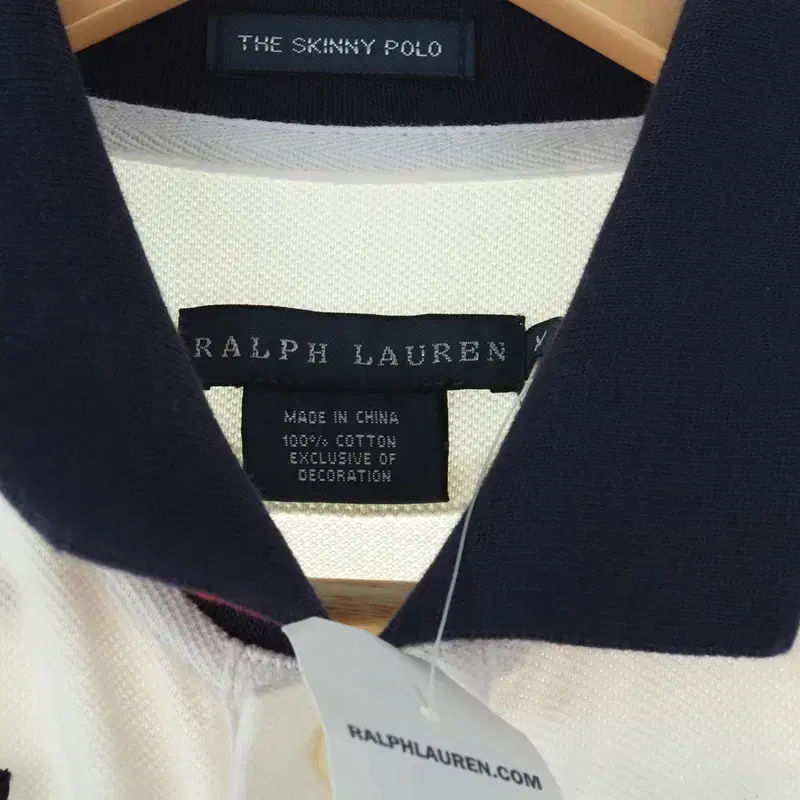 THE SKINNY POLO
RALPH LAUREN
MADE IN CHINA
100% COTTON
EXCLUSIVE OF
DECORATION
RALPHLAUREN.COM